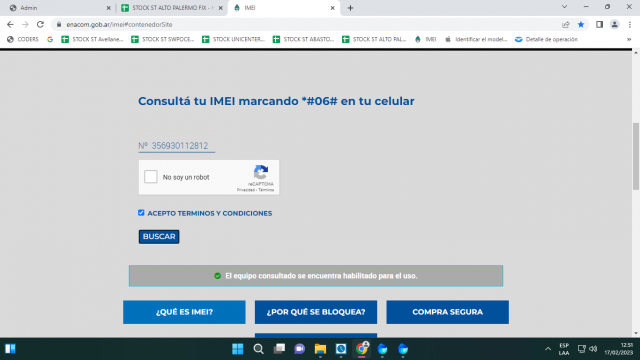 Admin
STOCK ST ALTO PALERMO FIX -
IMEI
enacom.gob.ar/imei#contenedorSite
CODERS
STOCK ST Avellane...
STOCK ST SWPOCE...
STOCK UNICENTER...
STOCK ST ABASTO...
STOCK ST ALTO PAL...
IMEI
Identificar el model...
Detalle de operación
Consultá tu IMEI marcando *#06# en tu celular
Nº 356930112812
No soy un robot
reCAPTCHA
Privacidad - Términos
ACEPTO TERMINOS Y CONDICIONES
BUSCAR
El equipo consultado se encuentra habilitado para el uso.
¿QUÉ ES IMEI?
¿POR QUÉ SE BLOQUEA?
COMPRA SEGURA
ESP
LAA
12:51
17/02/2023